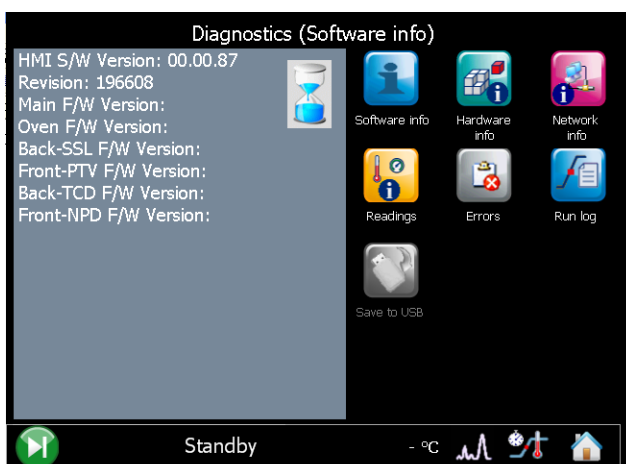 Diagnostics (Software info)
HMI S/W Version: 00.00.87
Revision: 196608
Main F/W Version:
Oven F/W Version:
Back-SSL F/W Version:
Front-PTV F/W Version:
Back-TCD F/W Version:
Front-NPD F/W Version:
Software info
Hardware
info
Network
info
Readings
Errors
Run log
Save to USB
Standby
- °C